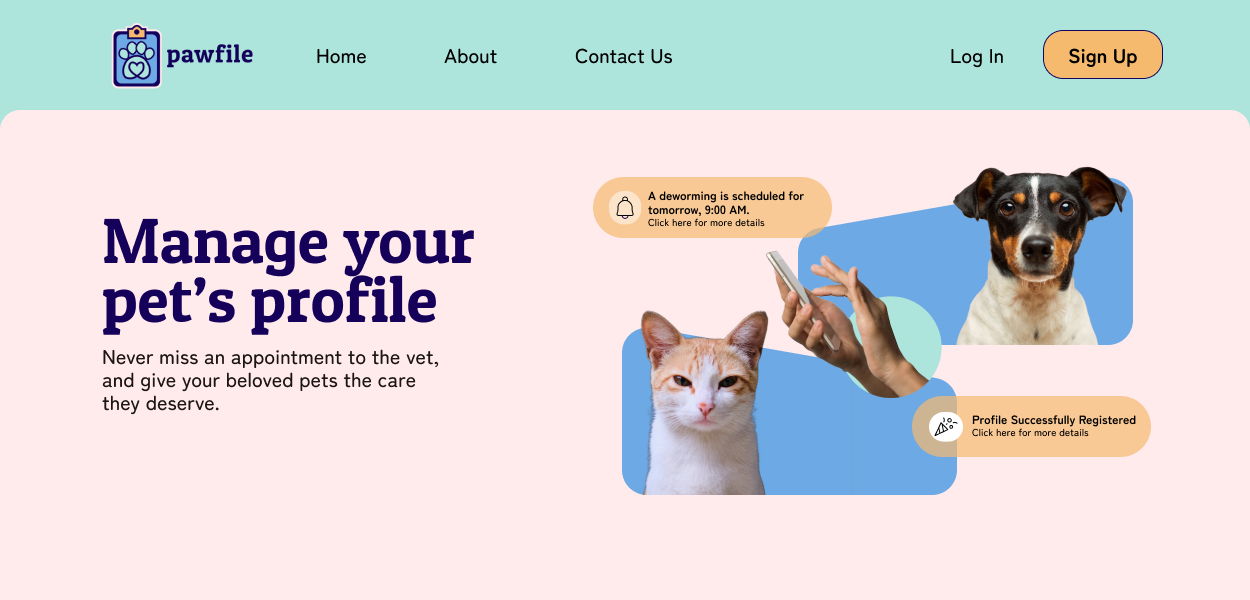 pawfile
Home
About
Contact Us
Log In
Sign Up
Manage your
pet’s profile
Never miss an appointment to the vet,
and give your beloved pets the care
they deserve.
A deworming is scheduled for
tomorrow, 9:00 AM.
Click here for more details
Profile Successfully Registered
Click here for more details